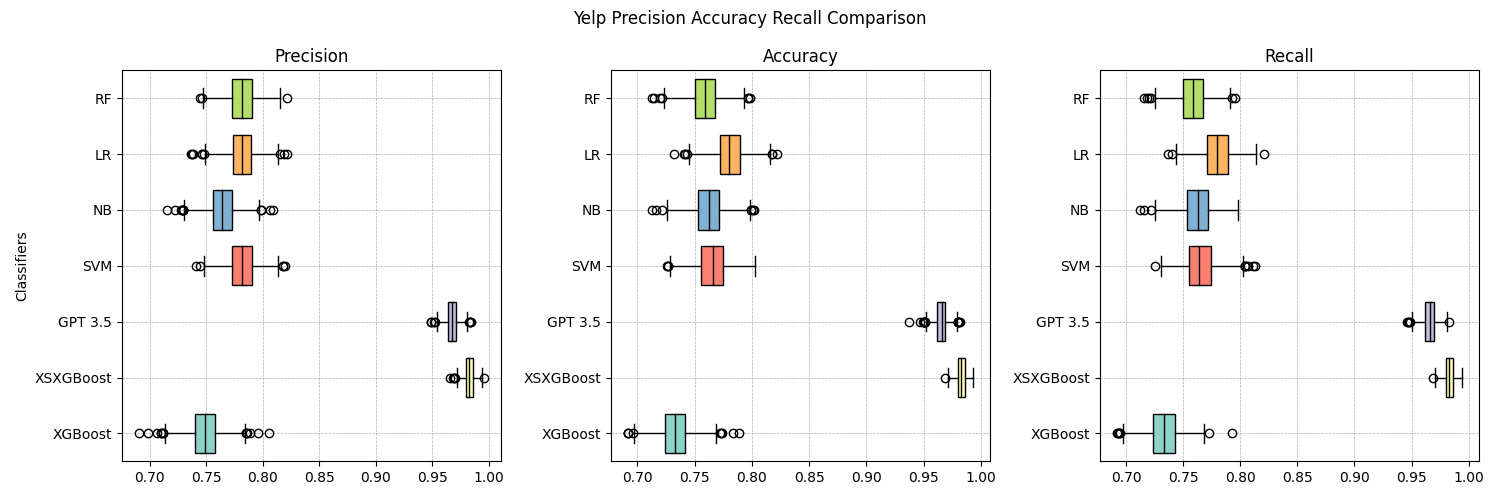 Yelp Precision Accuracy Recall Comparison
Classifiers
Precision
RF
LR
NB
SVM
GPT 3.5
XSXGBoost
XGBoost
0.70 0.75 0.80 0.85 0.90 0.95 1.00
Accuracy
RF
LR
NB
SVM
GPT 3.5
XSXGBoost
XGBoost
0.70 0.75 0.80 0.85 0.90 0.95 1.00
Recall
RF
LR
NB
SVM
GPT 3.5
XSXGBoost
XGBoost
0.70 0.75 0.80 0.85 0.90 0.95 1.00